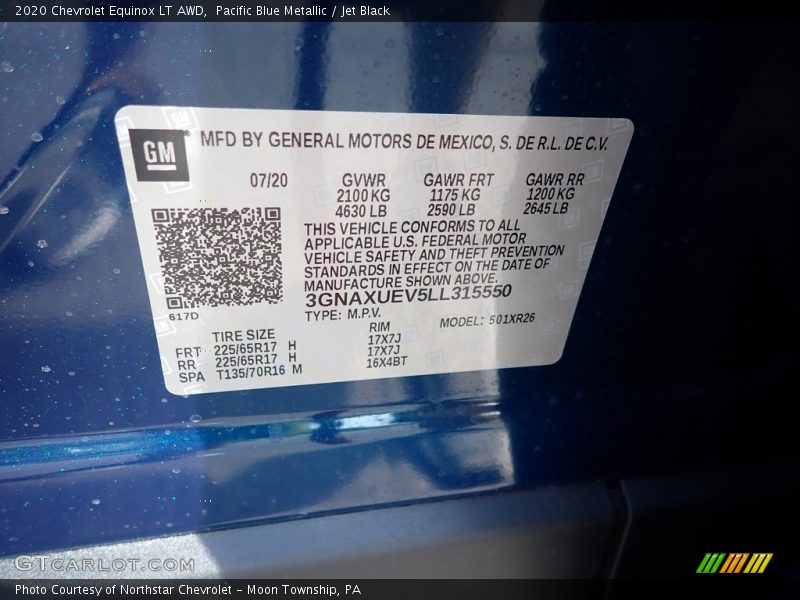 2020 Chevrolet Equinox LT AWD,  Pacific Blue Metallic / Jet Black
GM
MFD BY GENERAL MOTORS DE MEXICO, S. DE R.L. DE C.V.
07/20 GVWR GAWR FRT GAWR RR
2100 KG 1175 KG 1200 KG
4630 LB 2590 LB 2645 LB
THIS VEHICLE CONFORMS TO ALL
APPLICABLE U.S. FEDERAL MOTOR
VEHICLE SAFETY AND THEFT PREVENTION
STANDARDS IN EFFECT ON THE DATE OF
MANUFACTURE SHOWN ABOVE.
3GNAXUEV5LL315550
617D
TYPE: M.P.V. MODEL: 501XR26
TIRE SIZE RIM
FRT 225/65R17 H 17X7J
RR 225/65R17 H 17X7J
SPA T135/70R16 M 16X4BT
GTCARLOT.COM
Photo Courtesy of Northstar Chevrolet - Moon Township, PA